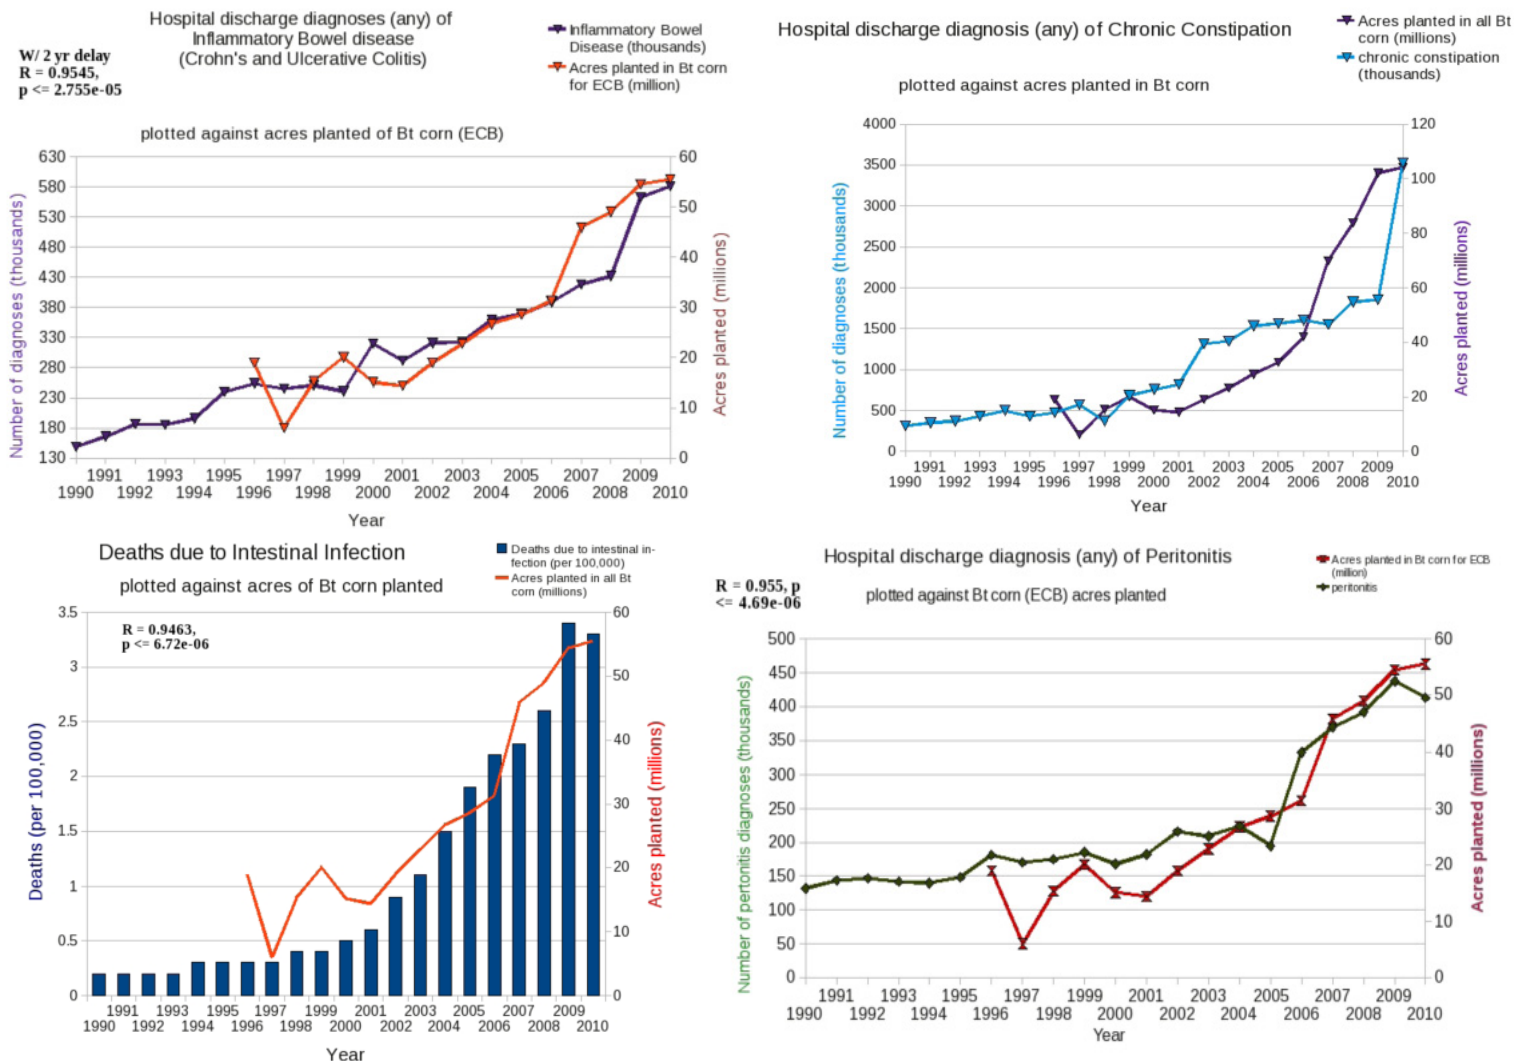 Hospital discharge diagnoses (any) of
Inflammatory Bowel disease
(Crohn's and Ulcerative Colitis)
W/ 2 yr delay
R = 0.9545,
p <= 2.755e-05
Inflammatory Bowel
Disease (thousands)
Acres planted in Bt corn
for ECB (million)
plotted against acres planted of Bt corn (ECB)
Number of diagnoses (thousands)
630
580
530
480
430
380
330
280
230
180
130
60
50
40
30
20
10
0
Acres planted (millions)
1991 1993 1995 1997 1999 2001 2003 2005 2007 2009
1990 1992 1994 1996 1998 2000 2002 2004 2006 2008 2010
Year
Hospital discharge diagnosis (any) of Chronic Constipation
Acres planted in all Bt
corn (millions)
chronic constipation
(thousands)
plotted against acres planted in Bt corn
Number of diagnoses (thousands)
4000
3500
3000
2500
2000
1500
1000
500
0
120
100
80
60
40
20
0
Acres planted (millions)
1991 1993 1995 1997 1999 2001 2003 2005 2007 2009
1990 1992 1994 1996 1998 2000 2002 2004 2006 2008 2010
Year
Deaths due to Intestinal Infection
plotted against acres of Bt corn planted
Deaths due to intestinal in-
fection (per 100,000)
Acres planted in all Bt
corn (millions)
R = 0.9463,
p <= 6.72e-06
Deaths (per 100,000)
3.5
3
2.5
2
1.5
1
0.5
0
60
50
40
30
20
10
0
Acres planted (millions)
1991 1993 1995 1997 1999 2001 2003 2005 2007 2009
1990 1992 1994 1996 1998 2000 2002 2004 2006 2008 2010
Year
Hospital discharge diagnosis (any) of Peritonitis
plotted against Bt corn (ECB) acres planted
Acres planted in Bt corn for ECB
(million)
peritonitis
R = 0.955, p
<= 4.69e-06
Number of pertonitis diagnoses (thousands)
500
450
400
350
300
250
200
150
100
50
0
60
50
40
30
20
10
0
Acres planted (millions)
1991 1993 1995 1997 1999 2001 2003 2005 2007 2009
1990 1992 1994 1996 1998 2000 2002 2004 2006 2008 2010
Year